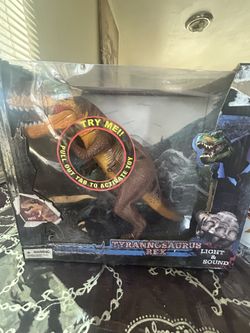 TRY ME!!
PULL OUT TAB TO ACTIVATE TOY
TYRANNOSAURUS
REX
LIGHT
&
SOUND